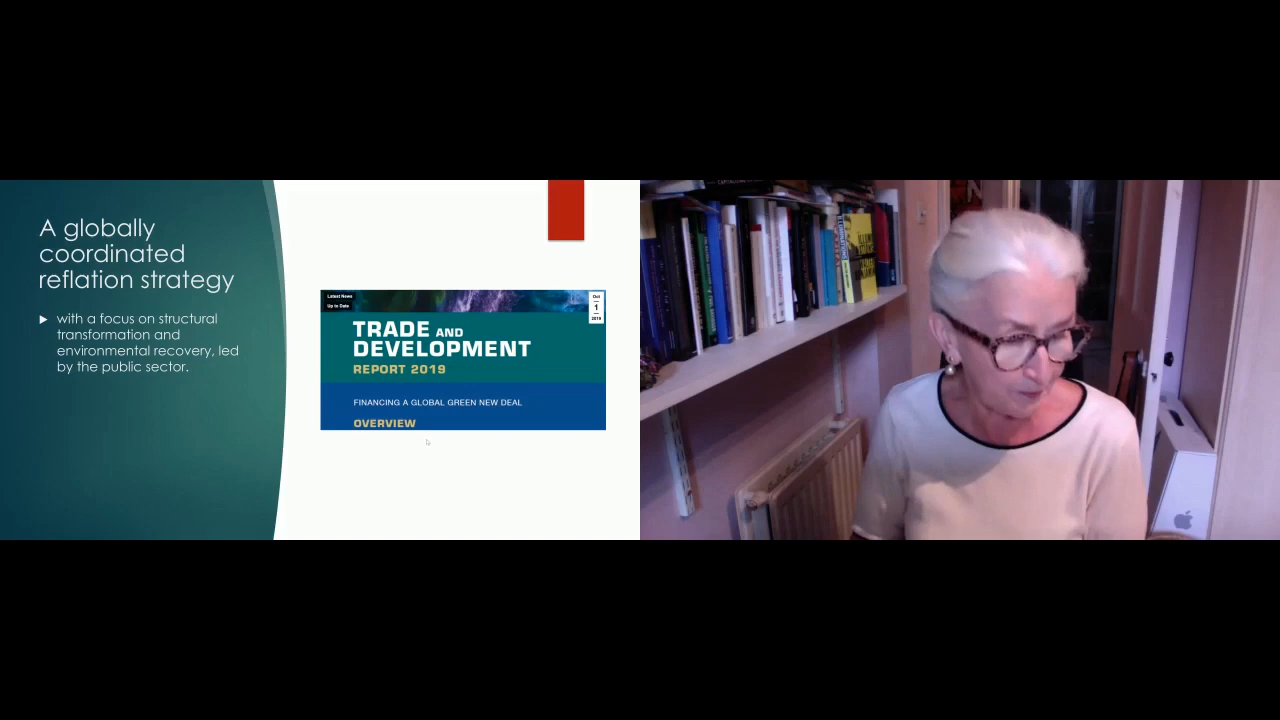 A globally
coordinated
reflation strategy
with a focus on structural
transformation and
environmental recovery, led
by the public sector.
Latest News
Up to Date
Oct
1
2019
TRADE AND
DEVELOPMENT
REPORT 2019
FINANCING A GLOBAL GREEN NEW DEAL
OVERVIEW